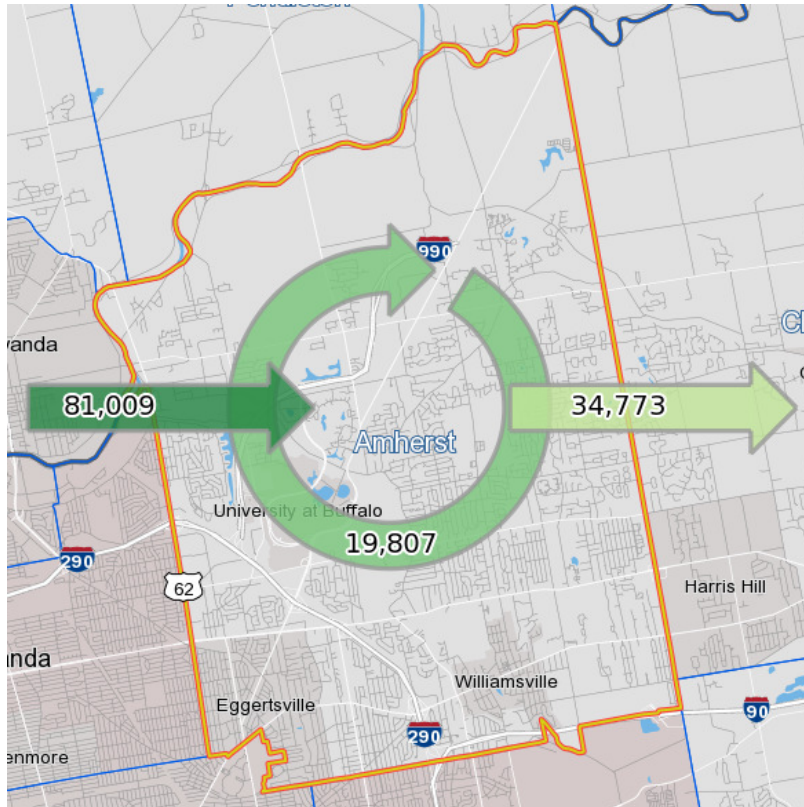 990
81,009
34,773
Amherst
University at Buffalo
19,807
290
62
Harris Hill
Williamsville
Eggertsville
90
290